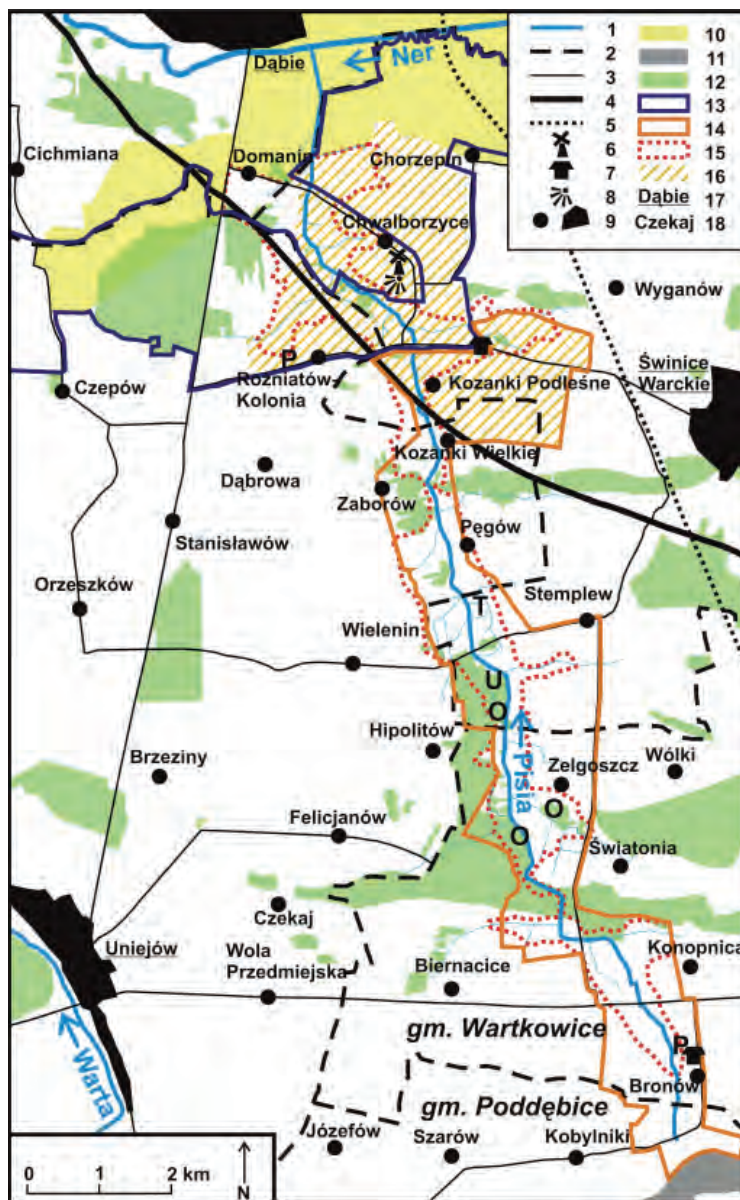 Dąbie
Ner
1 10
2 11
3 12
4 13
5 14
6 15
7 16
8 Dąbie 17
9 Czekaj 18
Cichmiana
Domanin
Chorzepin
Chwalborzyce
Wyganów
Świnice
Warckie
P
Rożniatów-
Kolonia
Czepów
Kozanki Podleśne
Kozanki Wielkie
Dąbrowa
Zaborów
Stanisławów
Pęgów
Orzeszków
T
Stemplew
Wielenin
U
O
Hipolitów
Pisia
Brzeziny
Zelgoszcz
Wólki
O
Felicjanów
O
Światonia
Czekaj
Uniejów
Wola
Przedmiejska
Biernacice
Konopnica
gm. Wartkowice
Warta
P
Bronów
gm. Poddębice
Józefów
Szarów
Kobylniki
0 1 2 km
N